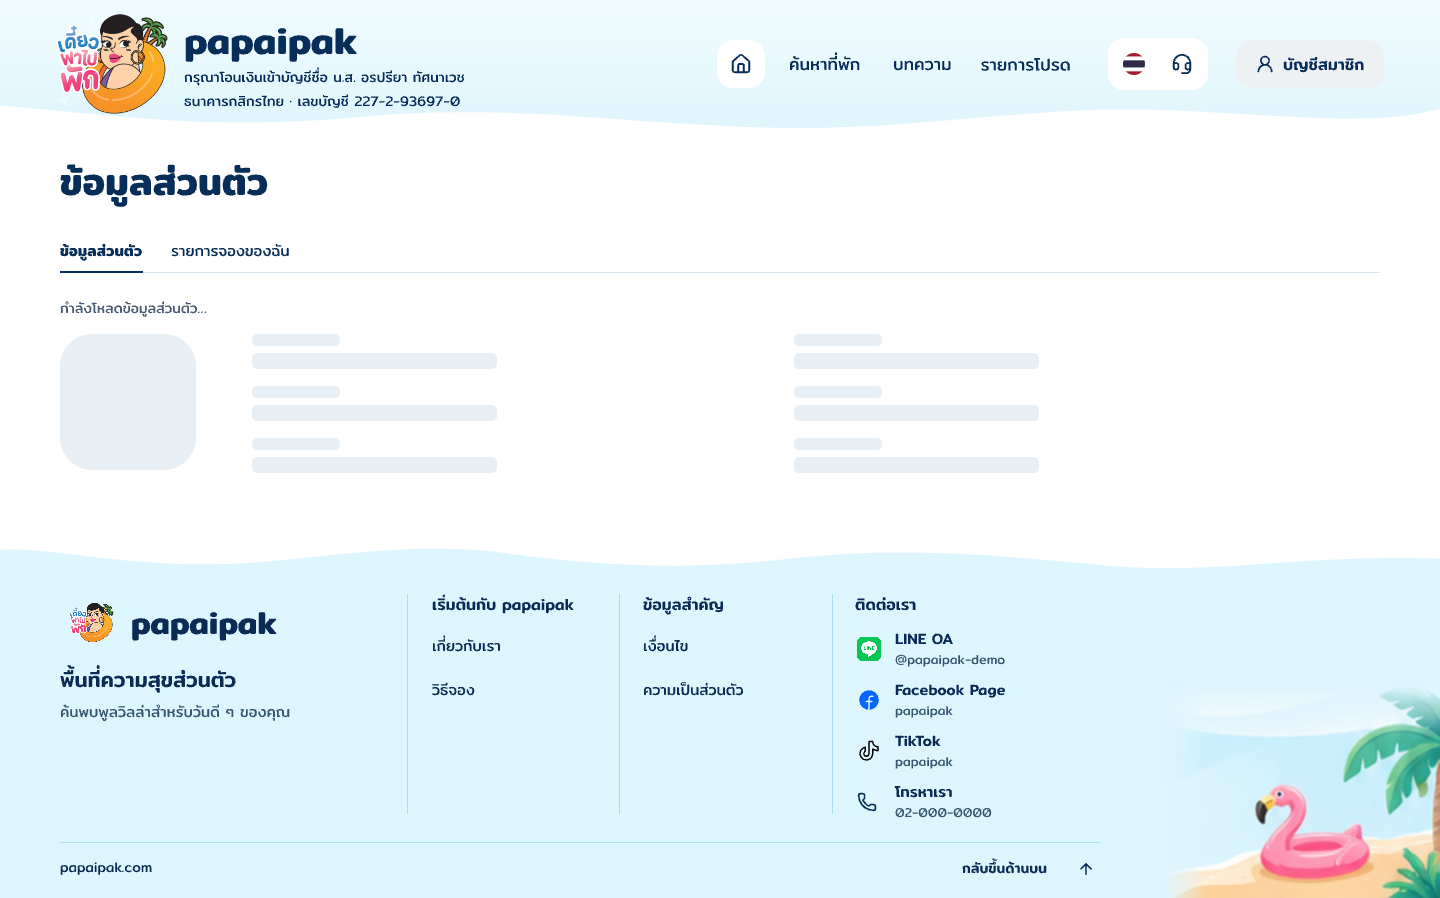 เดี๋ยว
พาไป
พัก
papaipak
กรุณาโอนเงินเข้าบัญชีชื่อ น.ส. อรปรียา ทัศนาเวช
ธนาคารกสิกรไทย · เลขบัญชี 227-2-93697-0
ค้นหาที่พัก
บทความ
รายการโปรด
บัญชีสมาชิก
ข้อมูลส่วนตัว
ข้อมูลส่วนตัว
รายการจองของฉัน
กำลังโหลดข้อมูลส่วนตัว...
เดี๋ยว
พาไป
พัก
papaipak
พื้นที่ความสุขส่วนตัว
ค้นพบพูลวิลล่าสำหรับวันดี ๆ ของคุณ
เริ่มต้นกับ papaipak
เกี่ยวกับเรา
วิธีจอง
ข้อมูลสำคัญ
เงื่อนไข
ความเป็นส่วนตัว
ติดต่อเรา
LINE
LINE OA
@papaipak-demo
Facebook Page
papaipak
TikTok
papaipak
โทรหาเรา
02-000-0000
papaipak.com
กลับขึ้นด้านบน